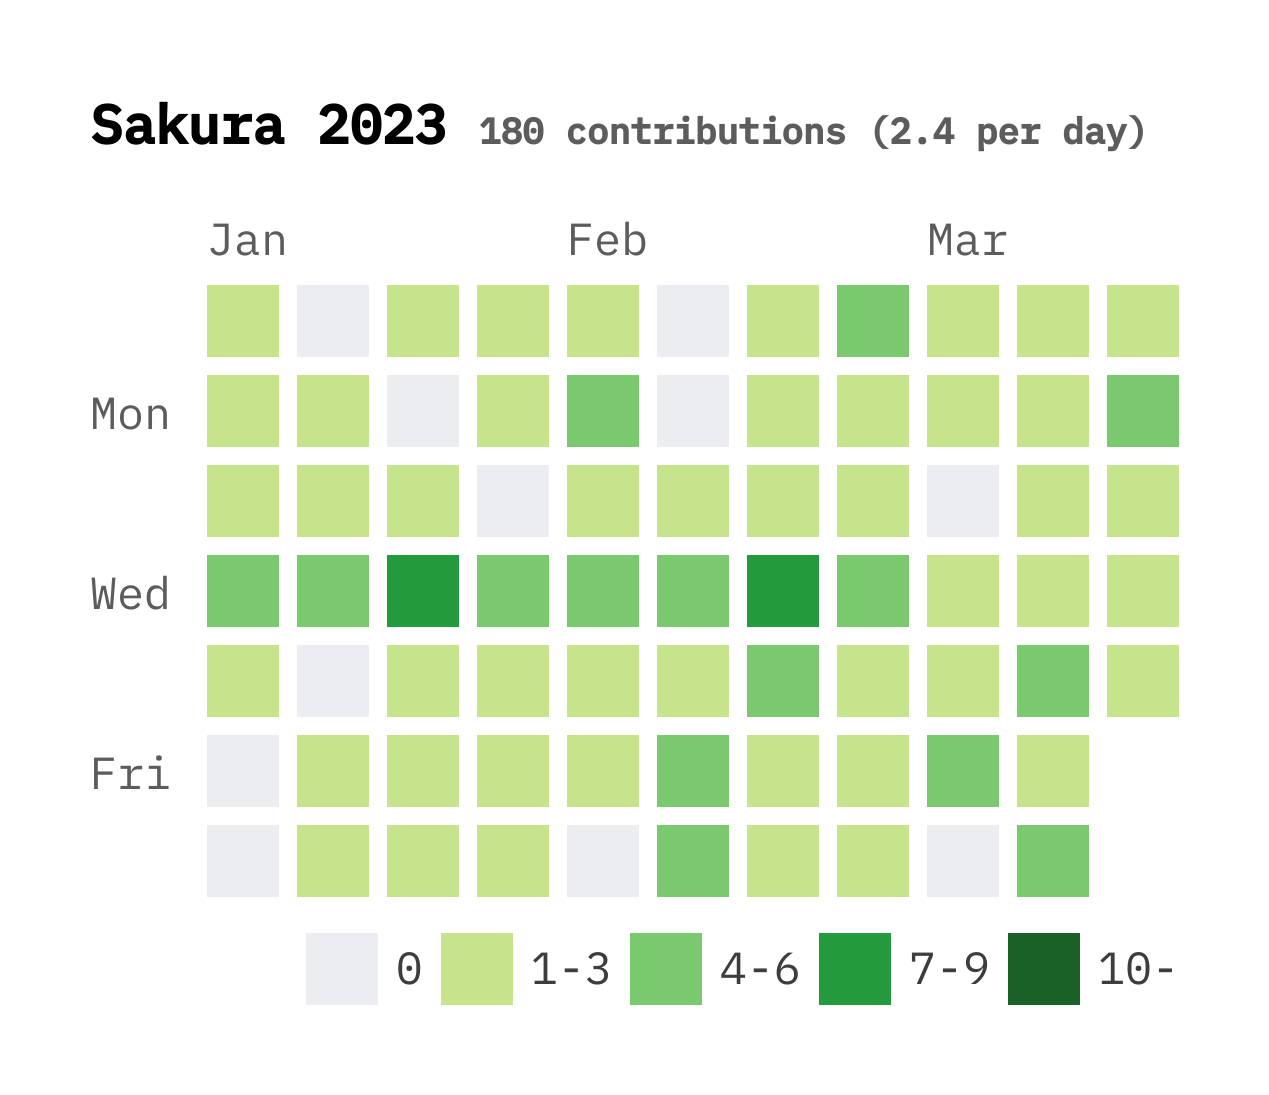 Sakura 2023 180 contributions (2.4 per day)
Jan Feb Mar
Mon
Wed
Fri
0 1-3 4-6 7-9 10-